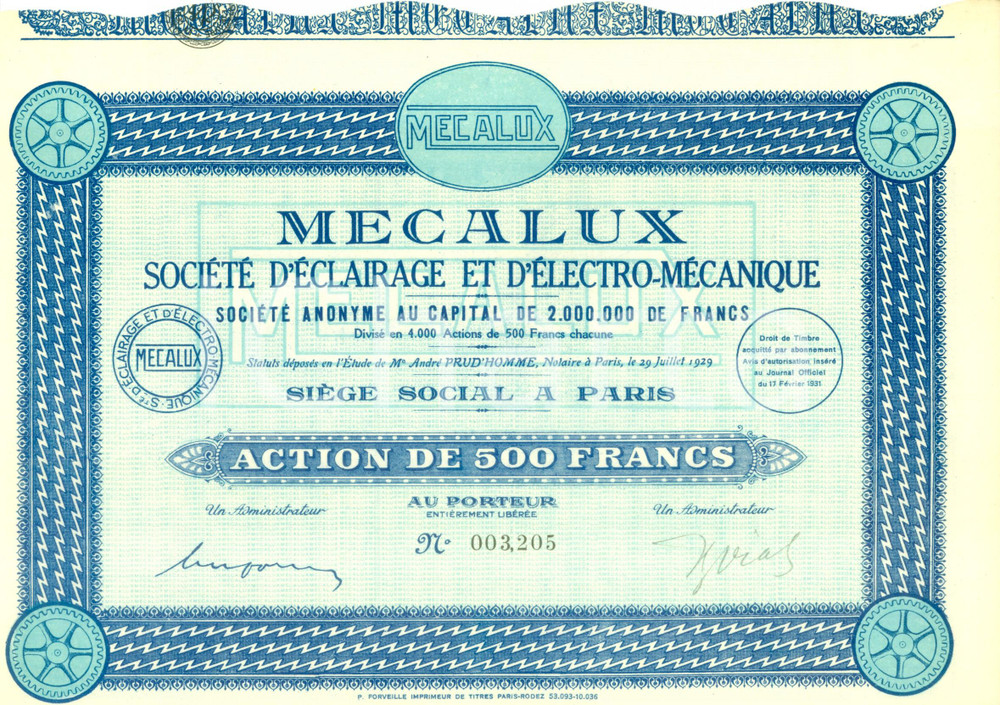 MECALUX
MECALUX
SOCIÉTÉ D'ÉCLAIRAGE ET D'ÉLECTRO-MÉCANIQUE
SOCIÉTÉ ANONYME AU CAPITAL DE 2.000.000 DE FRANCS
Divisé en 4.000 Actions de 500 Francs chacune
Statuts déposés en l'Étude de Me André PRUD'HOMME, Notaire à Paris, le 29 Juillet 1929
SIÈGE SOCIAL A PARIS
STÉ D'ÉCLAIRAGE ET D'ÉLECTRO-MÉCANIQUE
MECALUX
Droit de Timbre
acquitté par abonnement
Avis d'autorisation inséré
au Journal Officiel
du 17 Février 1931
MECALUX
ACTION DE 500 FRANCS
AU PORTEUR
ENTIÈREMENT LIBÉRÉE
Un Administrateur
Un Administrateur
No 003,205
P. FORVEILLE IMPRIMEUR DE TITRES PARIS-RODEZ 53.093-10.036